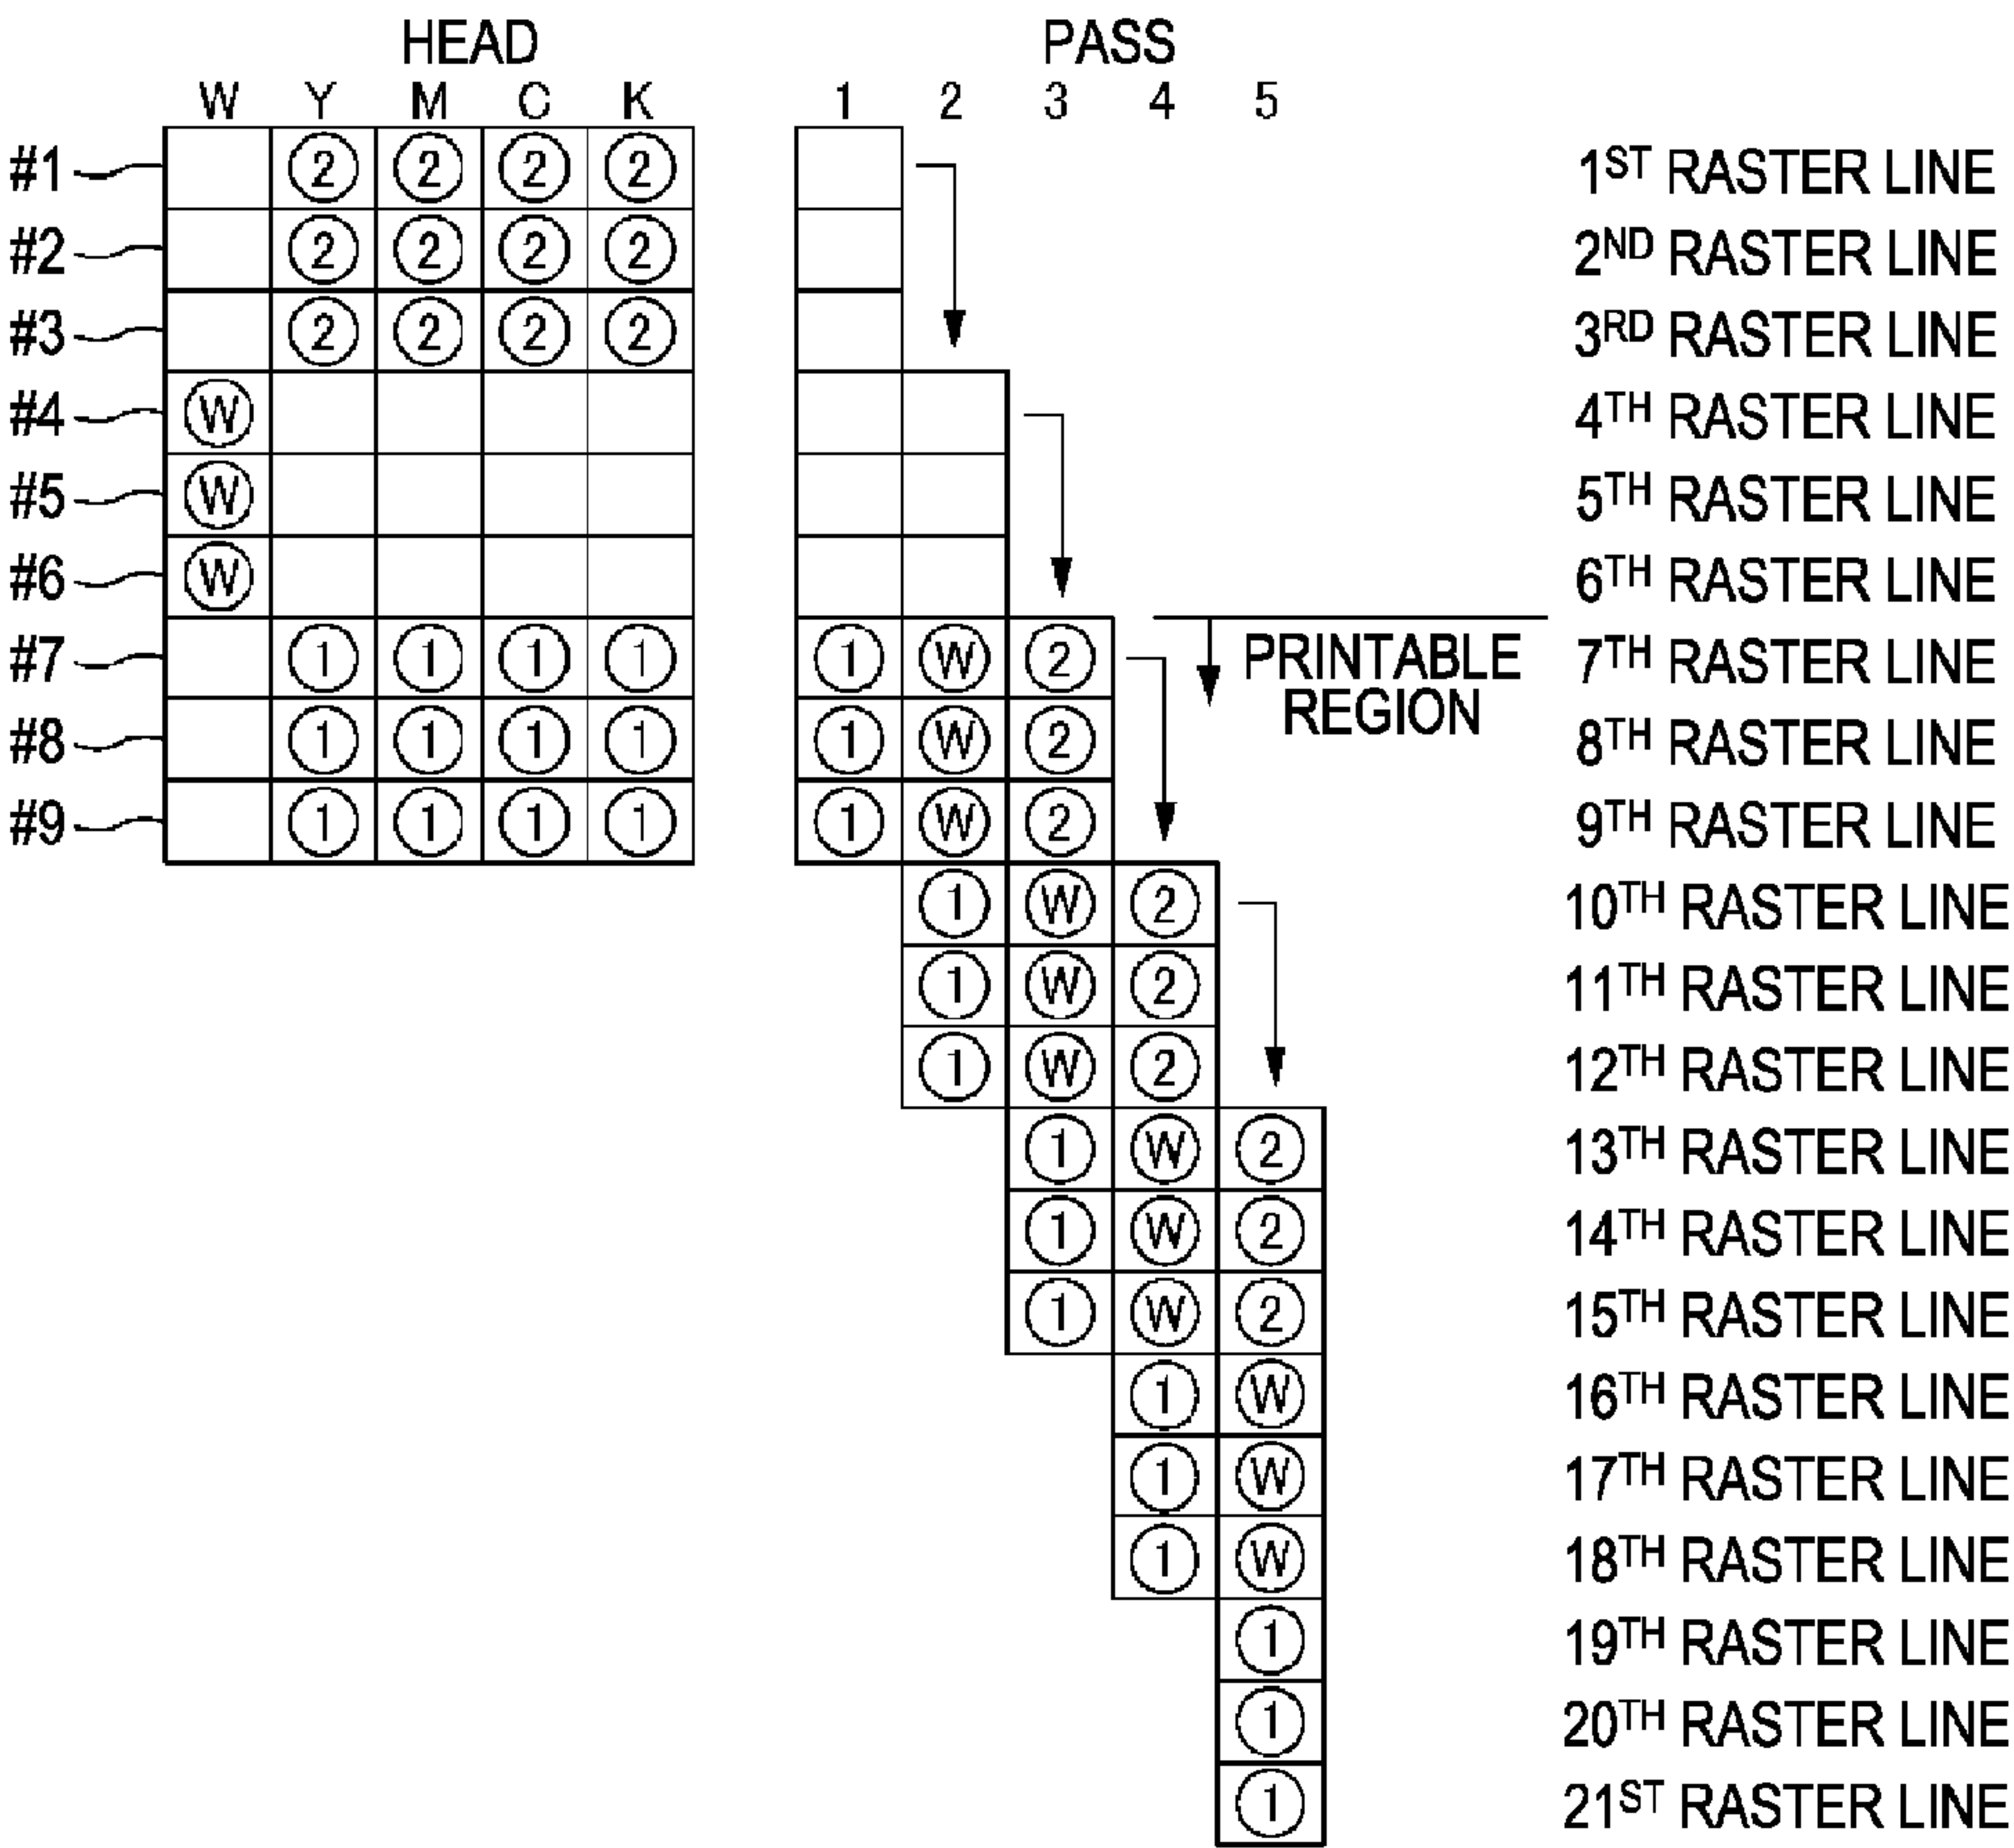 HEAD PASS
W Y M C K 1 2 3 4 5
#1 2 2 2 2 1ST RASTER LINE
#2 2 2 2 2 2ND RASTER LINE
#3 2 2 2 2 3RD RASTER LINE
#4 W 4TH RASTER LINE
#5 W 5TH RASTER LINE
#6 W 6TH RASTER LINE
#7 1 1 1 1 1 W 2 PRINTABLE 7TH RASTER LINE
REGION
#8 1 1 1 1 1 W 2 8TH RASTER LINE
#9 1 1 1 1 1 W 2 9TH RASTER LINE
1 W 2 10TH RASTER LINE
1 W 2 11TH RASTER LINE
1 W 2 12TH RASTER LINE
1 W 2 13TH RASTER LINE
1 W 2 14TH RASTER LINE
1 W 2 15TH RASTER LINE
1 W 16TH RASTER LINE
1 W 17TH RASTER LINE
1 W 18TH RASTER LINE
1 19TH RASTER LINE
1 20TH RASTER LINE
1 21ST RASTER LINE